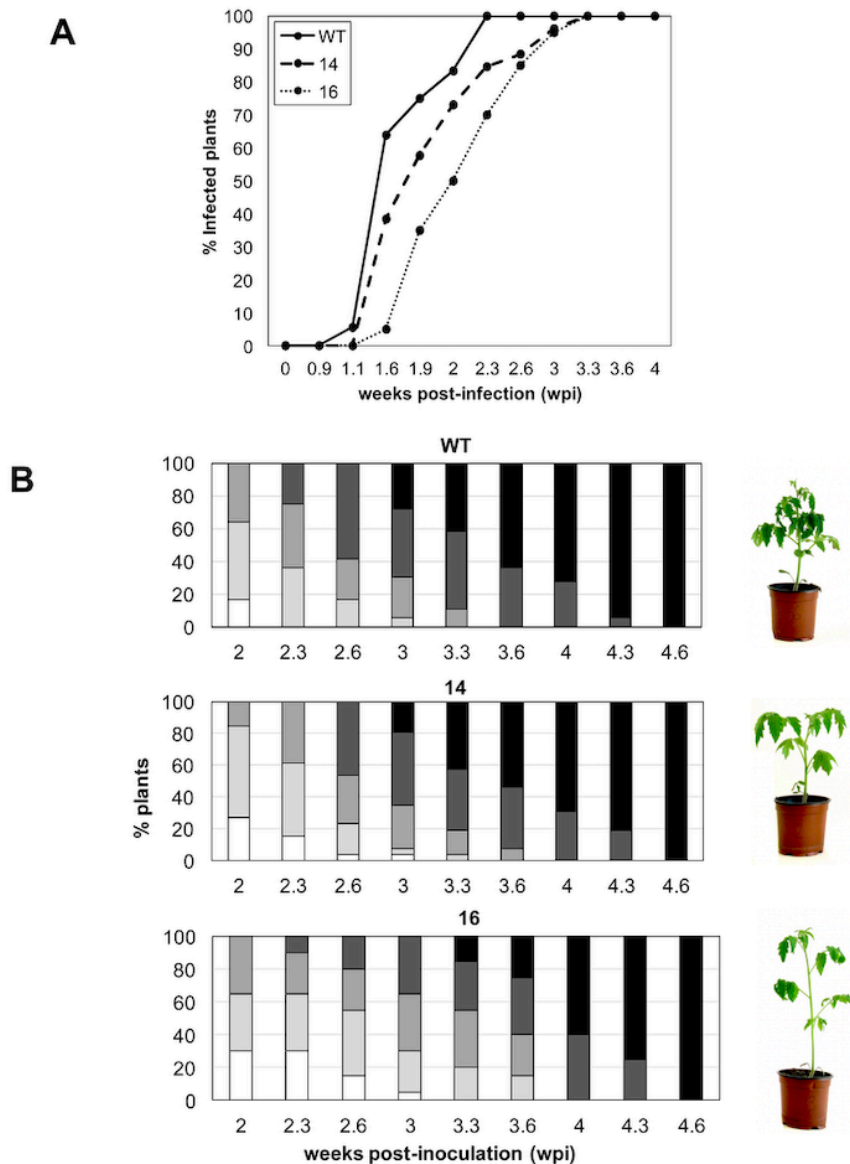 A
100
90
80
70
60
50
40
30
20
10
0
% Infected plants
WT
14
16
0 0.9 1.1 1.6 1.9 2 2.3 2.6 3 3.3 3.6 4
weeks post-infection (wpi)
B
WT
100
80
60
40
20
0
2 2.3 2.6 3 3.3 3.6 4 4.3 4.6
14
% plants
100
80
60
40
20
0
2 2.3 2.6 3 3.3 3.6 4 4.3 4.6
16
100
80
60
40
20
0
2 2.3 2.6 3 3.3 3.6 4 4.3 4.6
weeks post-inoculation (wpi)